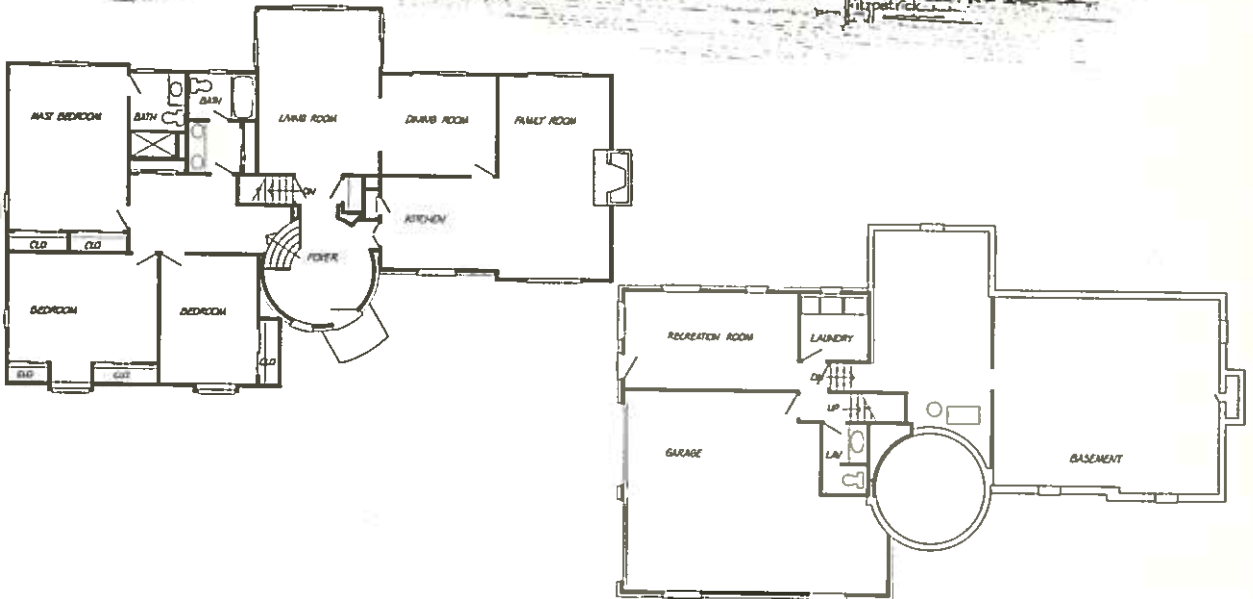 Fitzpatrick
MAST BEDROOM
BATH
BATH
LIVING ROOM
DINING ROOM
FAMILY ROOM
DN
KITCHEN
CLO
CLO
FOYER
BEDROOM
BEDROOM
CLO
CLO
CLO
RECREATION ROOM
LAUNDRY
DN
UP
GARAGE
LAV
BASEMENT